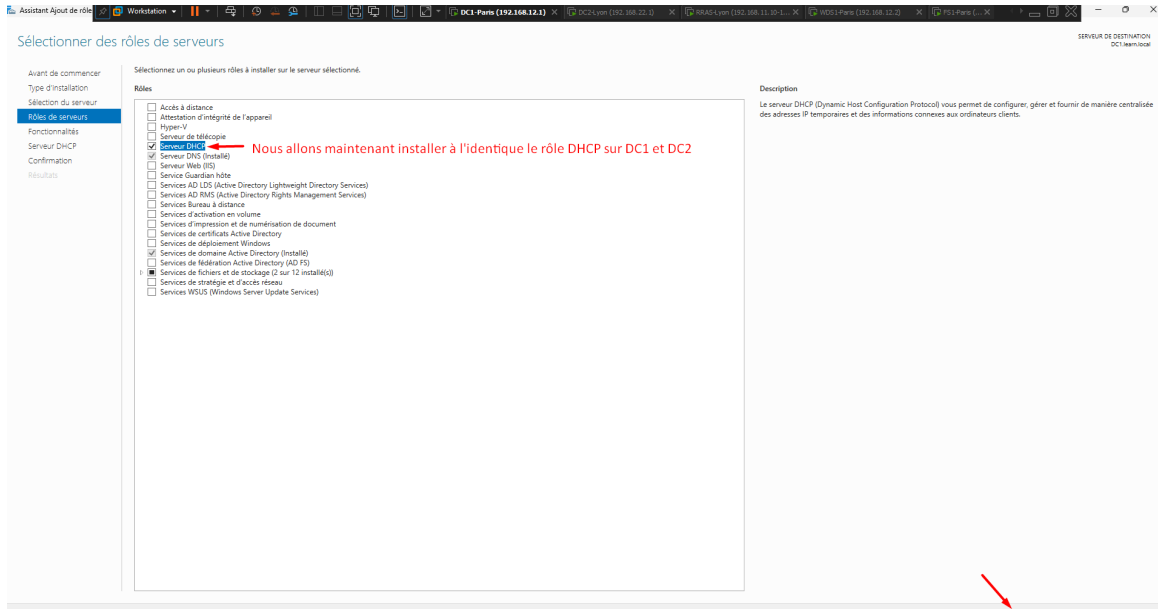 Assistant Ajout de rôle
Workstation
DC1-Paris (192.168.12.1)
DC2-Lyon (192.168.22.1)
RRAS-Lyon (192.168.11.10-1...
WDS1-Paris (192.168.12.2)
FS1-Paris (...
Sélectionner des rôles de serveurs
SERVEUR DE DESTINATION
DC1.learn.local
Avant de commencer
Type d'installation
Sélection du serveur
Rôles de serveurs
Fonctionnalités
Serveur DHCP
Confirmation
Résultats
Sélectionnez un ou plusieurs rôles à installer sur le serveur sélectionné.
Rôles
Accès à distance
Attestation d'intégrité de l'appareil
Hyper-V
Serveur de télécopie
Serveur DHCP
Nous allons maintenant installer à l'identique le rôle DHCP sur DC1 et DC2
Serveur DNS (Installé)
Serveur Web (IIS)
Service Guardian hôte
Services AD LDS (Active Directory Lightweight Directory Services)
Services AD RMS (Active Directory Rights Management Services)
Services Bureau à distance
Services d'activation en volume
Services d'impression et de numérisation de document
Services de certificats Active Directory
Services de déploiement Windows
Services de domaine Active Directory (Installé)
Services de fédération Active Directory (AD FS)
Services de fichiers et de stockage (2 sur 12 installé(s))
Services de stratégie et d'accès réseau
Services WSUS (Windows Server Update Services)
Description
Le serveur DHCP (Dynamic Host Configuration Protocol) vous permet de configurer, gérer et fournir de manière centralisée
des adresses IP temporaires et des informations connexes aux ordinateurs clients.